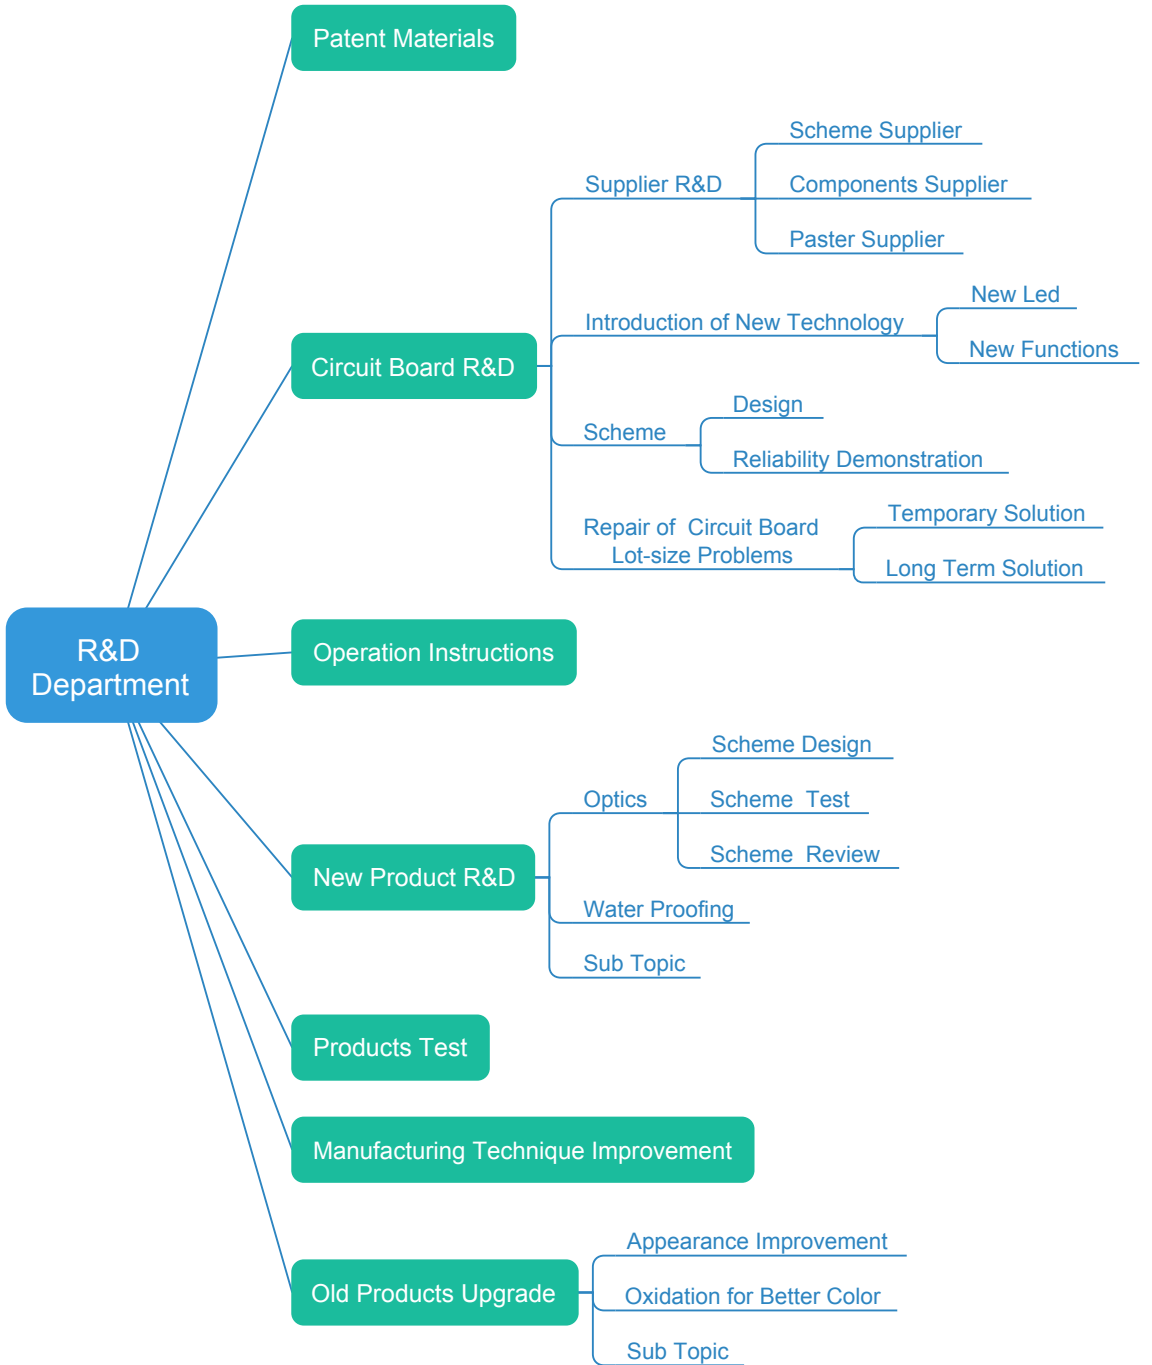 Patent Materials
Scheme Supplier
Supplier R&D
Components Supplier
Paster Supplier
New Led
Introduction of New Technology
New Functions
Circuit Board R&D
Design
Scheme
Reliability Demonstration
Temporary Solution
Repair of  Circuit Board
Lot-size Problems
Long Term Solution
R&D
Department
Operation Instructions
Scheme Design
Optics
Scheme  Test
Scheme  Review
New Product R&D
Water Proofing
Sub Topic
Products Test
Manufacturing Technique Improvement
Appearance Improvement
Old Products Upgrade
Oxidation for Better Color
Sub Topic